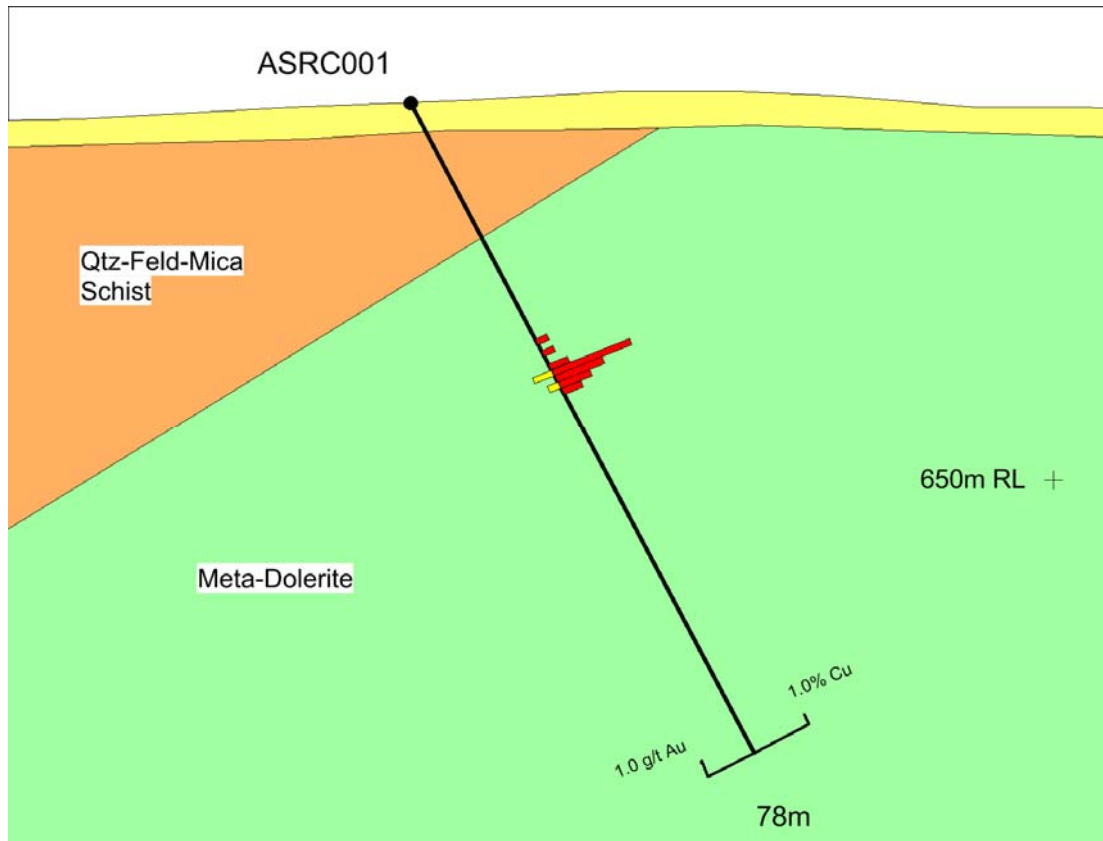 ASRC001
Qtz-Feld-Mica
Schist
650m RL
Meta-Dolerite
1.0% Cu
1.0 g/t Au
78m